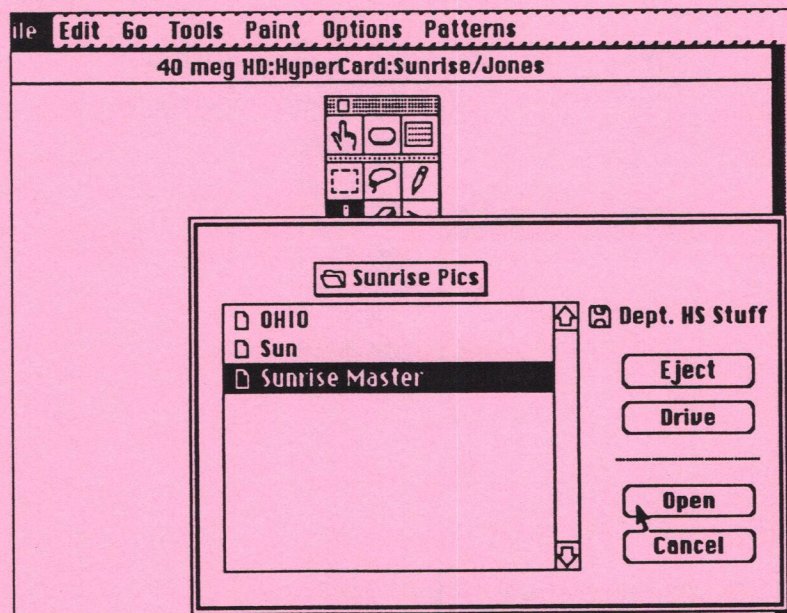 ile Edit Go Tools Paint Options Patterns
40 meg HD:HyperCard:Sunrise/Jones
Sunrise Pics
OHIO
Sun
Sunrise Master
Dept. HS Stuff
Eject
Drive
Open
Cancel